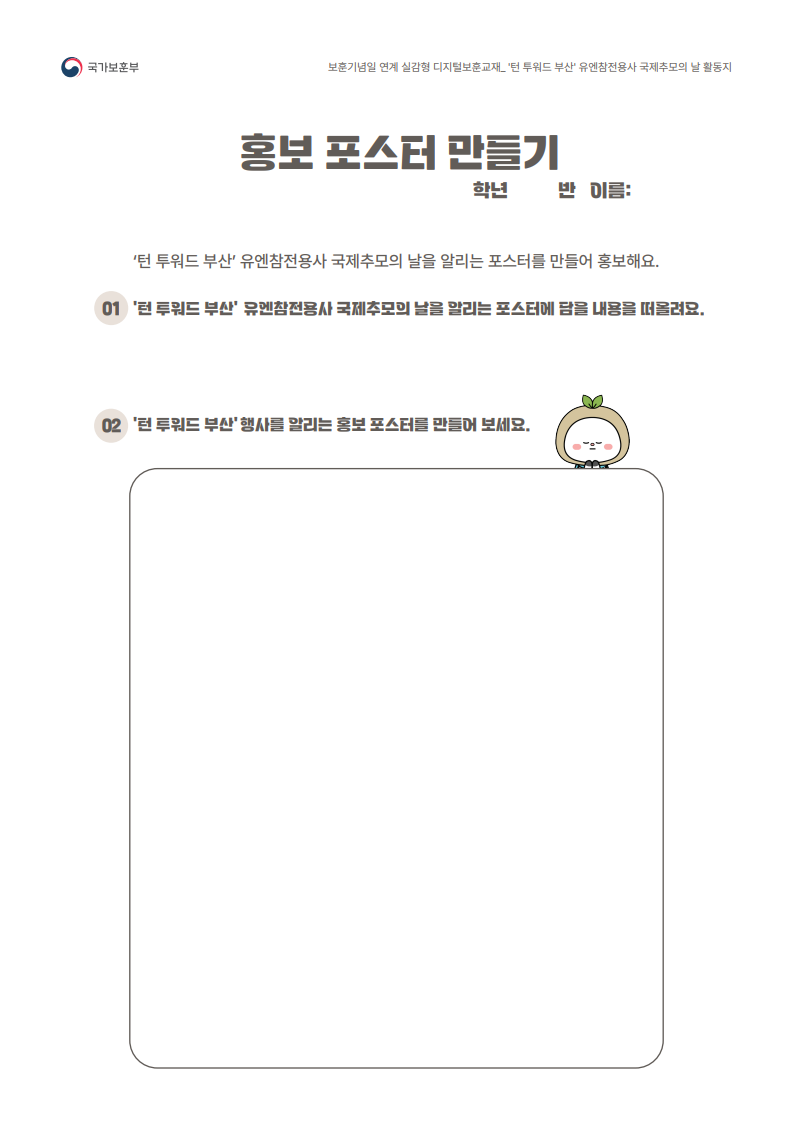 국가보훈부
보훈기념일 연계 실감형 디지털보훈교재_ '턴 투워드 부산' 유엔참전용사 국제추모의 날 활동지
홍보 포스터 만들기
학년 반 이름:
‘턴 투워드 부산’ 유엔참전용사 국제추모의 날을 알리는 포스터를 만들어 홍보해요.
01 '턴 투워드 부산' 유엔참전용사 국제추모의 날을 알리는 포스터에 담을 내용을 떠올려요.
02 '턴 투워드 부산' 행사를 알리는 홍보 포스터를 만들어 보세요.